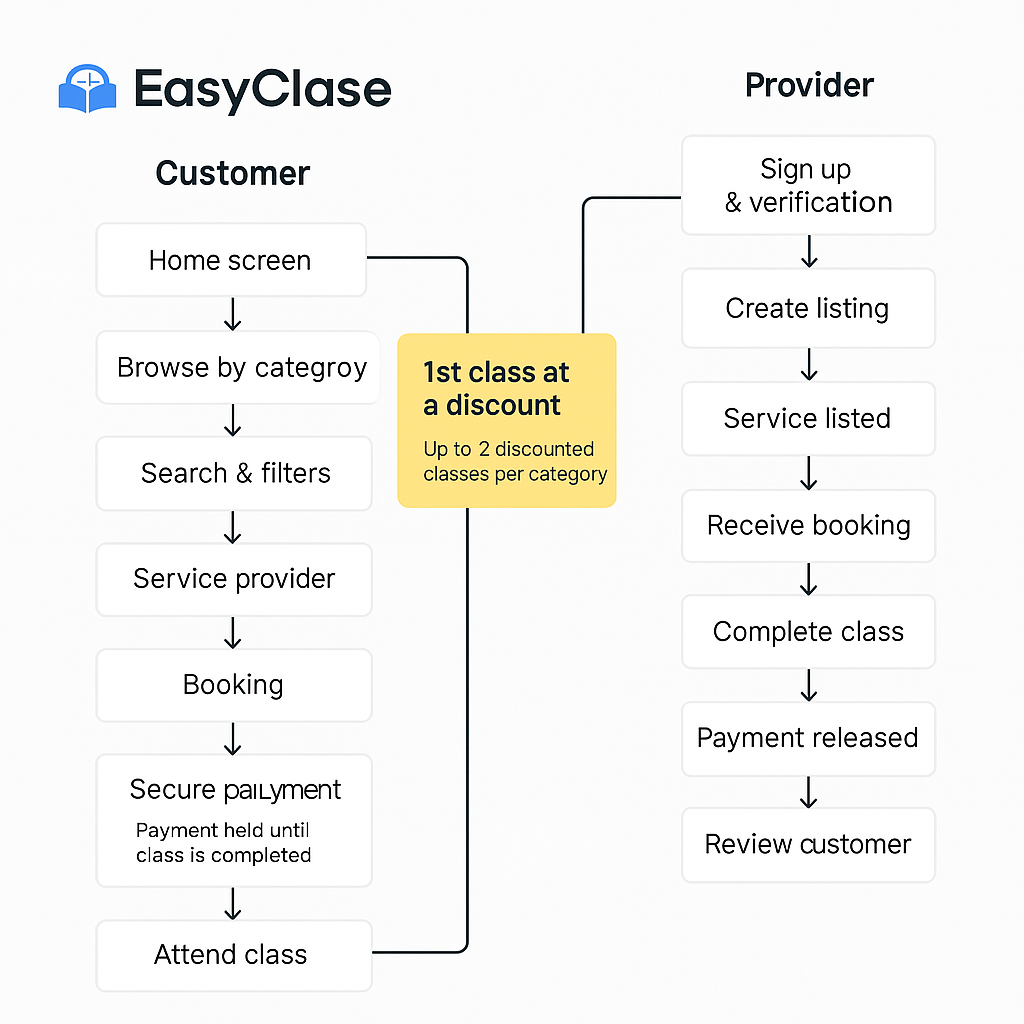 EasyClase
Customer
Home screen
Browse by categroy
Search & filters
Service provider
Booking
Secure paiLyment
Payment held until
class is completed
Attend class
1st class at
a discount
Up to 2 discounted
classes per category
Provider
Sign up
& verification
Create listing
Service listed
Receive booking
Complete class
Payment released
Review customer